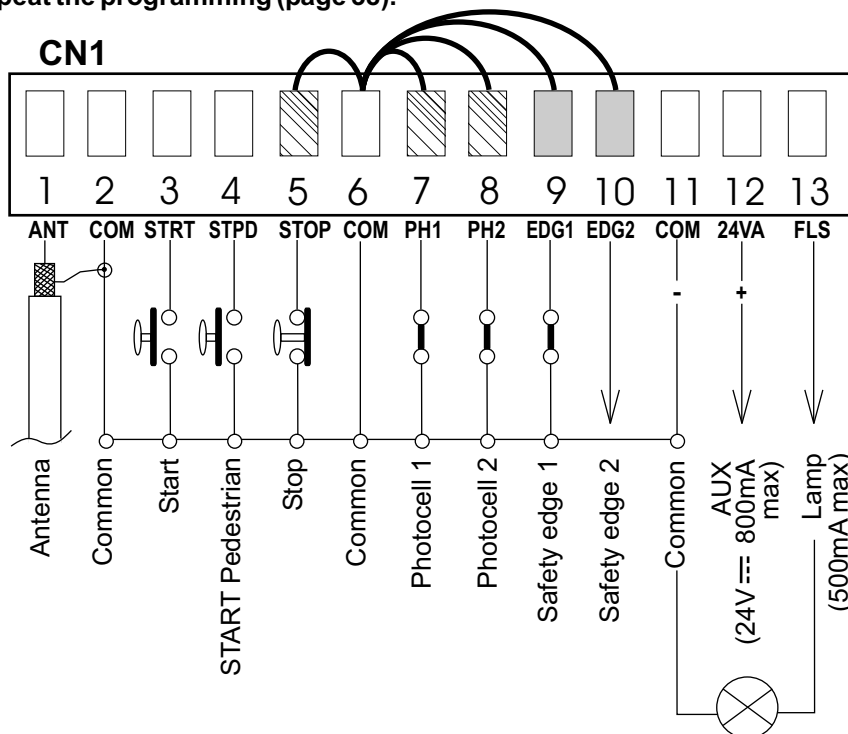 peat the programming (page 38).
CN1
1 2 3 4 5 6 7 8 9 10 11 12 13
ANT COM STRT STPD STOP COM PH1 PH2 EDG1 EDG2 COM 24VA FLS
- +
Antenna
Common
Start
START Pedestrian
Stop
Common
Photocell 1
Photocell 2
Safety edge 1
Safety edge 2
Common
AUX
(24V⎓ 800mA
max)
Lamp
(500mA max)